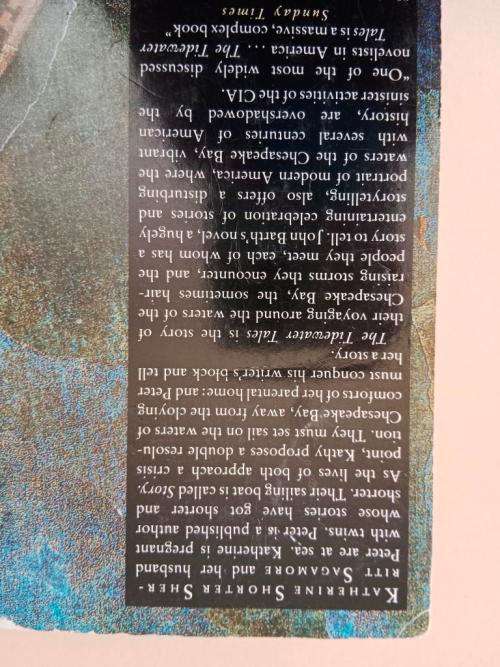 KATHERINE SHORTER SHER-
RITT SAGAMORE and her husband
Peter are at sea. Katherine is pregnant
with twins. Peter is a published author
whose stories have got shorter and
shorter. Their sailing boat is called Story.
As the lives of both approach a crisis
point, Kathy proposes a double resolu-
tion. They must set sail on the waters of
Chesapeake Bay, away from the cloying
comforts of her parental home: and Peter
must conquer his writer's block and tell
her a story.
The Tidewater Tales is the story of
their voyaging around the waters of the
Chesapeake Bay, the sometimes hair-
raising storms they encounter, and the
people they meet, each of whom has a
story to tell. John Barth's novel, a hugely
entertaining celebration of stories and
storytelling, also offers a disturbing
portrait of modern America, where the
waters of the Chesapeake Bay, vibrant
with several centuries of American
history, are overshadowed by the
sinister activities of the CIA.
"One of the most widely discussed
novelists in America ... The Tidewater
Tales is a massive, complex book"
Sunday Times